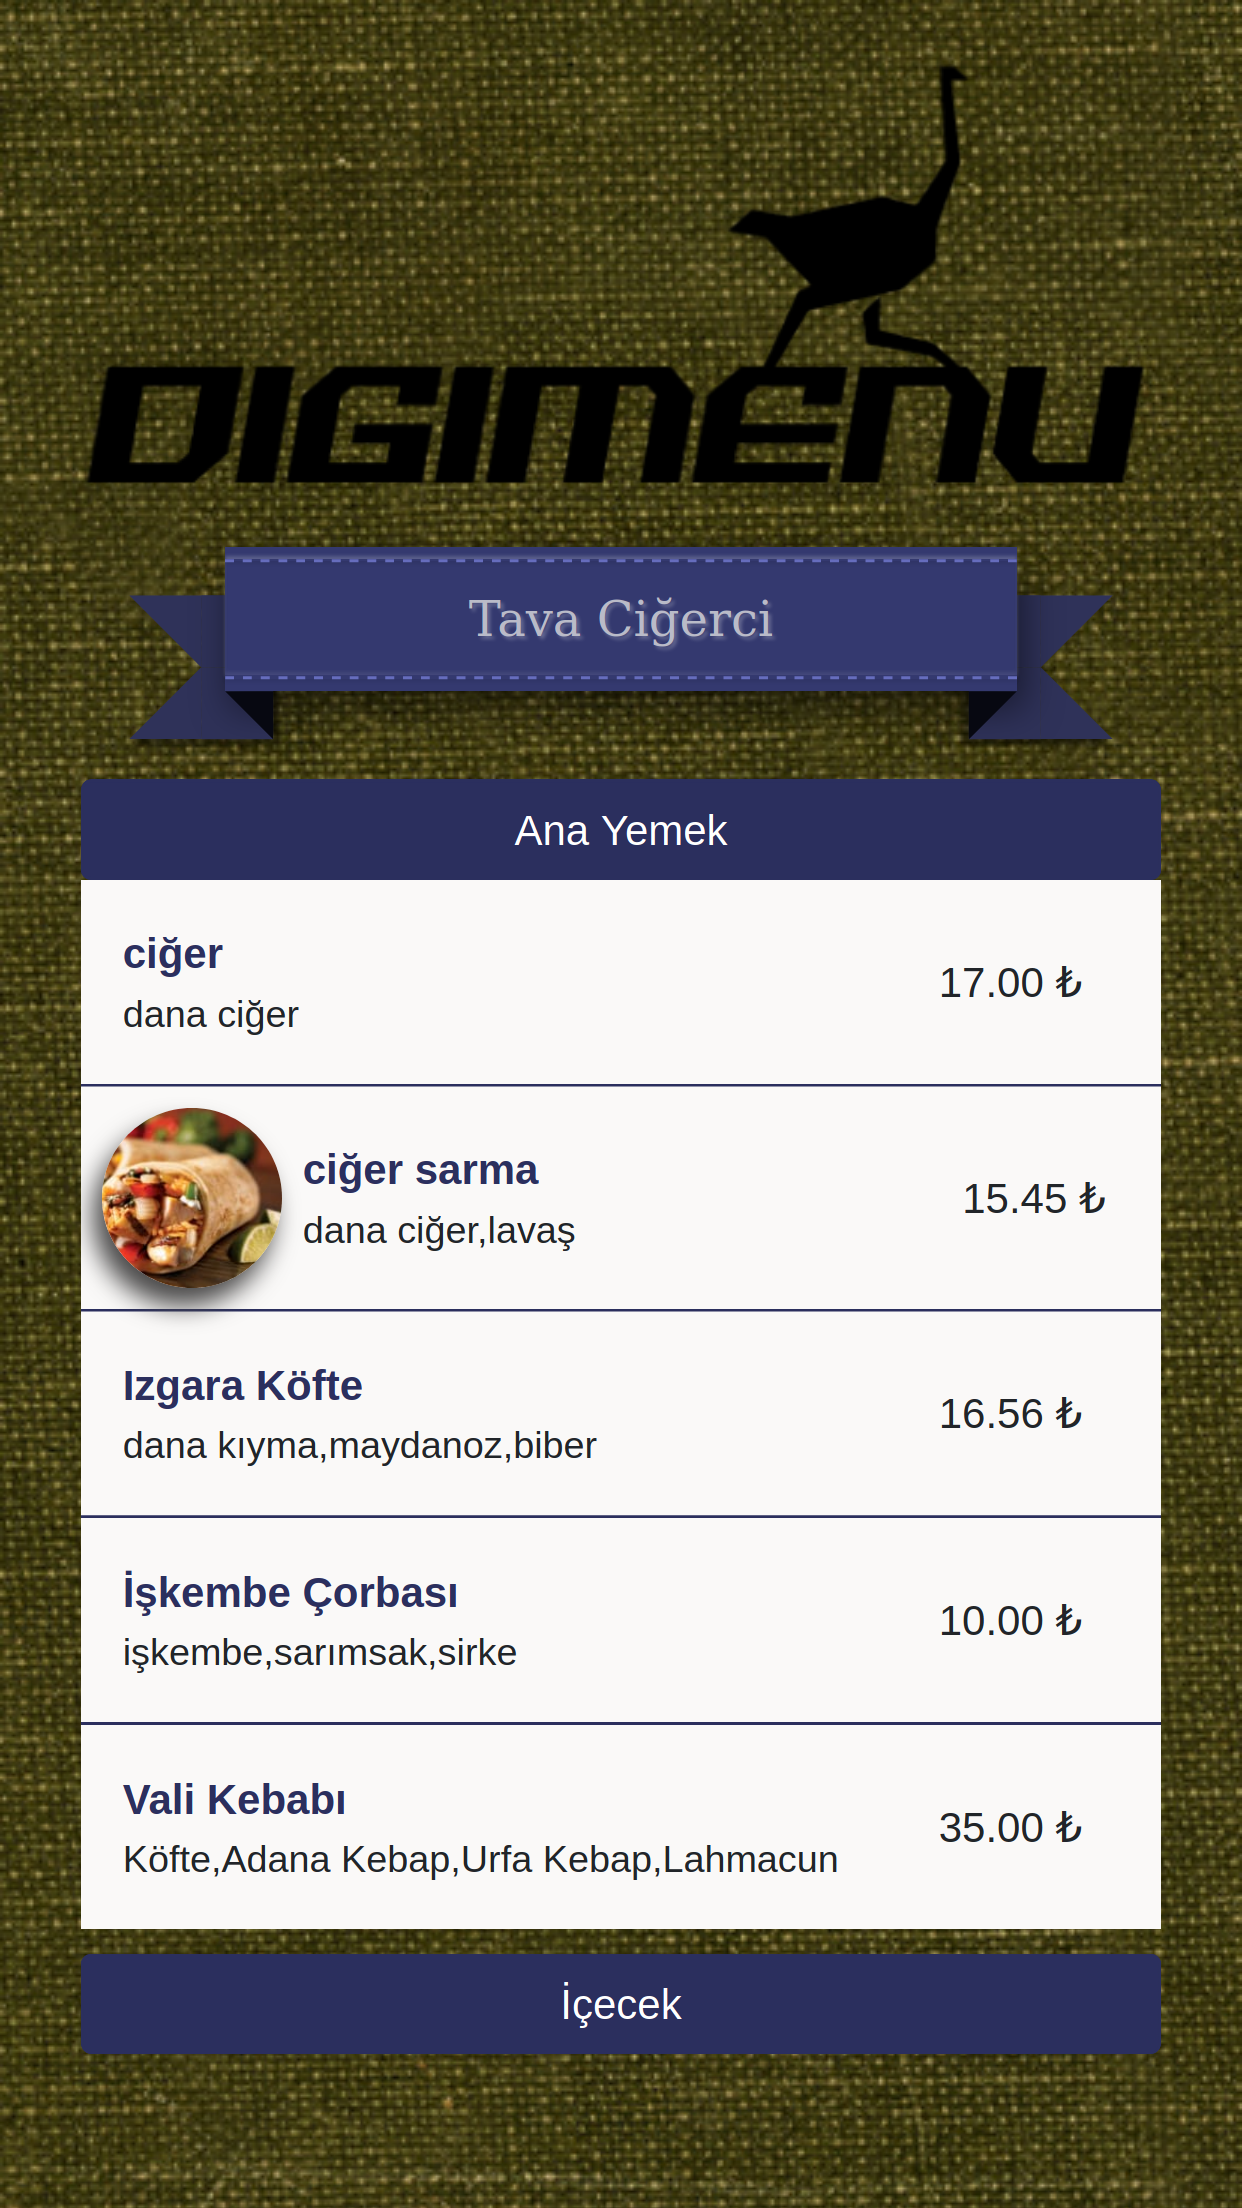 DIGIMENU
Tava Ciğerci
Ana Yemek
ciğer
dana ciğer
17.00 ₺
ciğer sarma
dana ciğer,lavaş
15.45 ₺
Izgara Köfte
dana kıyma,maydanoz,biber
16.56 ₺
İşkembe Çorbası
işkembe,sarımsak,sirke
10.00 ₺
Vali Kebabı
Köfte,Adana Kebap,Urfa Kebap,Lahmacun
35.00 ₺
İçecek